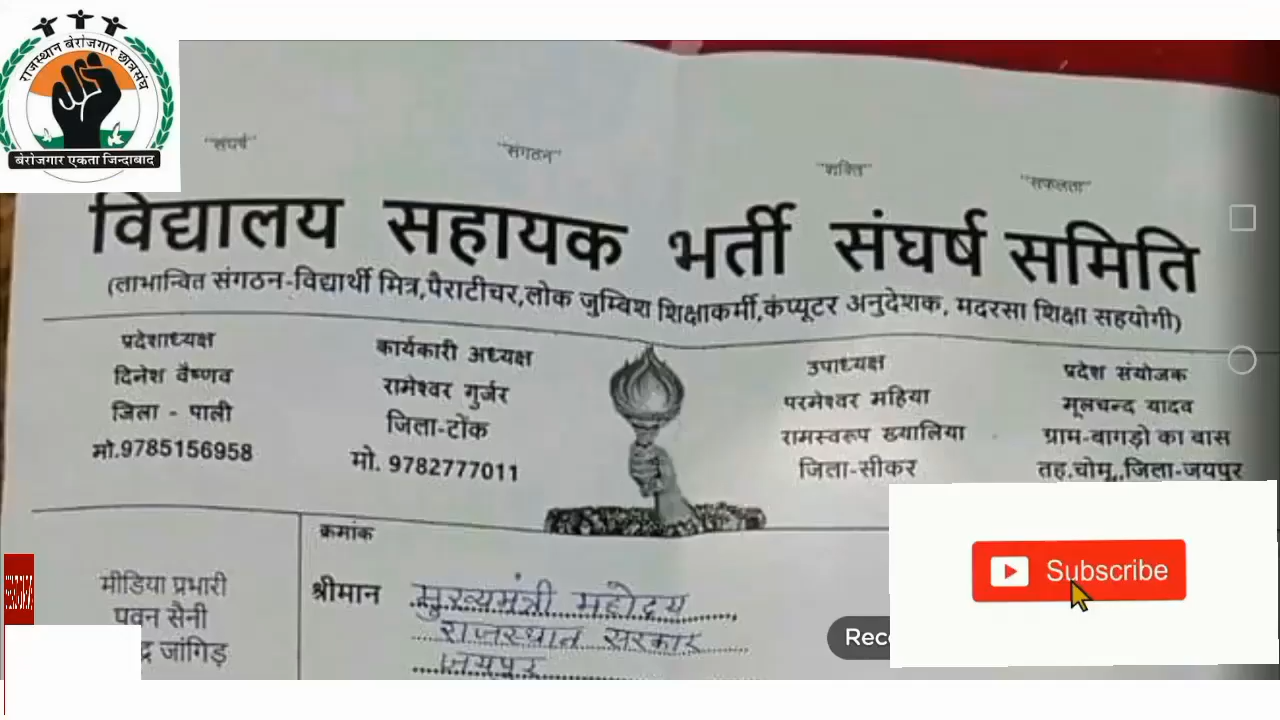 राजस्थान बेरोजगार छात्रसंघ
बेरोजगार एकता जिन्दाबाद
"संघर्ष" "संगठन" "शक्ति" "सफलता"
विद्यालय सहायक भर्ती संघर्ष समिति
(लाभान्वित संगठन-विद्यार्थी मित्र,पैराटीचर,लोक जुम्विश शिक्षाकर्मी,कंप्यूटर अनुदेशक, मदरसा शिक्षा सहयोगी)
प्रदेशाध्यक्ष
दिनेश वैष्णव
जिला - पाली
मो.9785156958
कार्यकारी अध्यक्ष
रामेश्वर गुर्जर
जिला-टोंक
मो. 9782777011
उपाध्यक्ष
परमेश्वर महिया
रामस्वरूप ख्यालिया
जिला-सीकर
प्रदेश संयोजक
मूलचन्द यादव
ग्राम-बागड़ो का बास
तह.चोमू,,जिला-जयपुर
मीडिया प्रभारी
पवन सैनी
जांगिड़
क्रमांक
श्रीमान मुख्यमंत्री महोदय
राजस्थान सरकार
जयपुर
Rec
Subscribe